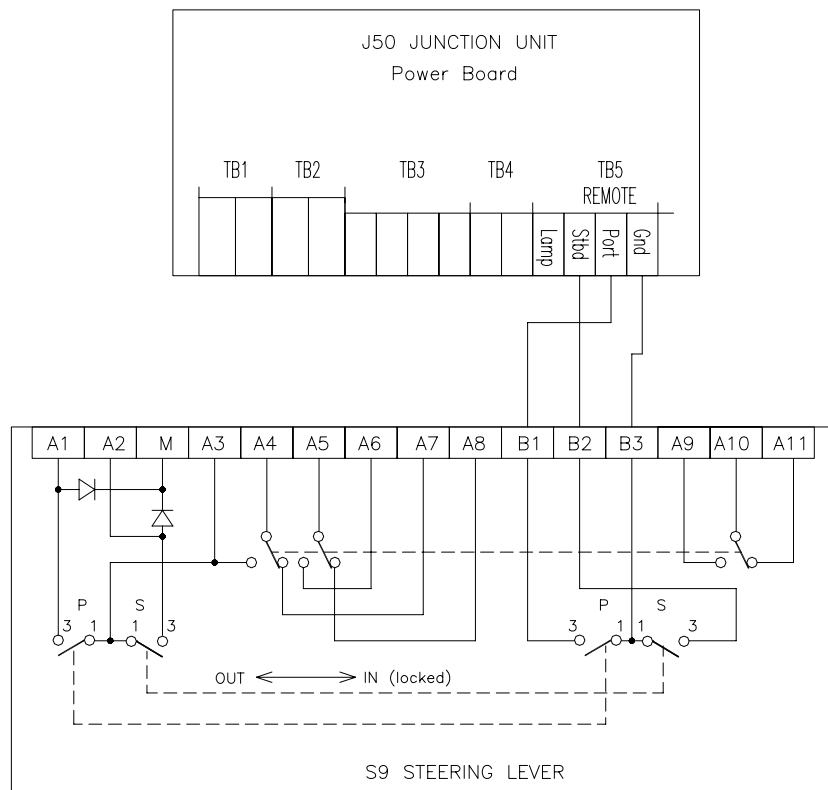 J50 JUNCTION UNIT
Power Board
TB1 TB2 TB3 TB4 TB5
REMOTE
Lamp Stbd Port Gnd
A1 A2 M A3 A4 A5 A6 A7 A8 B1 B2 B3 A9 A10 A11
P S P S
3 1 1 3 3 1 1 3
OUT IN (locked)
S9 STEERING LEVER